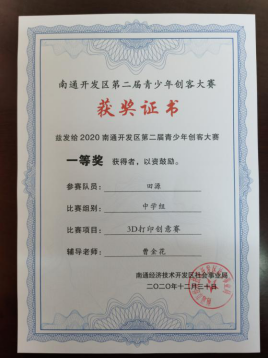 南通开发区第二届青少年创客大赛
获奖证书
兹发给2020南通开发区第二届青少年创客大赛
一等奖 获得者，以资鼓励。
参赛队员： 田源
比赛组别： 中学组
比赛项目： 3D打印创意赛
辅导老师： 曹金花
南通经济技术开发区社会事业局
二〇二〇年十二月三十日